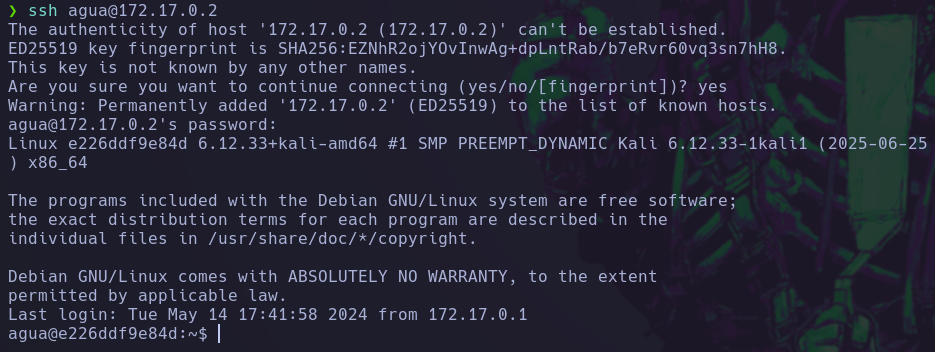 ❯ ssh agua@172.17.0.2
The authenticity of host '172.17.0.2 (172.17.0.2)' can't be established.
ED25519 key fingerprint is SHA256:EZNhR2ojYOvInwAg+dpLntRab/b7eRvr60vq3sn7hH8.
This key is not known by any other names.
Are you sure you want to continue connecting (yes/no/[fingerprint])? yes
Warning: Permanently added '172.17.0.2' (ED25519) to the list of known hosts.
agua@172.17.0.2's password:
Linux e226ddf9e84d 6.12.33+kali-amd64 #1 SMP PREEMPT_DYNAMIC Kali 6.12.33-1kali1 (2025-06-25
) x86_64
The programs included with the Debian GNU/Linux system are free software;
the exact distribution terms for each program are described in the
individual files in /usr/share/doc/*/copyright.
Debian GNU/Linux comes with ABSOLUTELY NO WARRANTY, to the extent
permitted by applicable law.
Last login: Tue May 14 17:41:58 2024 from 172.17.0.1
agua@e226ddf9e84d:~$